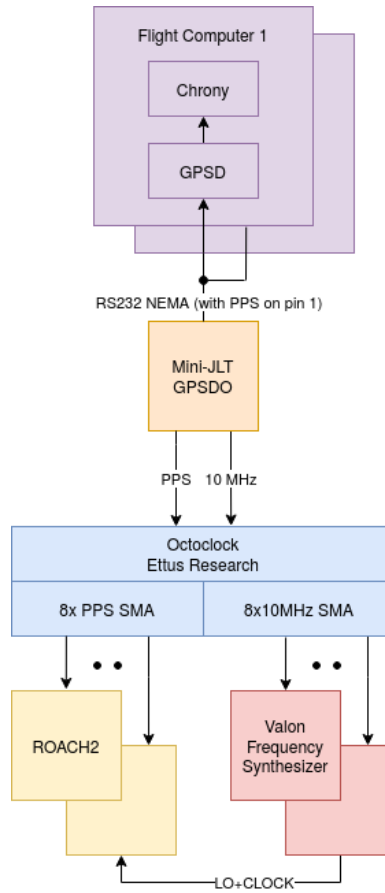 Flight Computer 1
Chrony
GPSD
RS232 NEMA (with PPS on pin 1)
Mini-JLT
GPSDO
PPS
10 MHz
Octoclock
Ettus Research
8x PPS SMA
8x10MHz SMA
ROACH2
Valon
Frequency
Synthesizer
LO+CLOCK